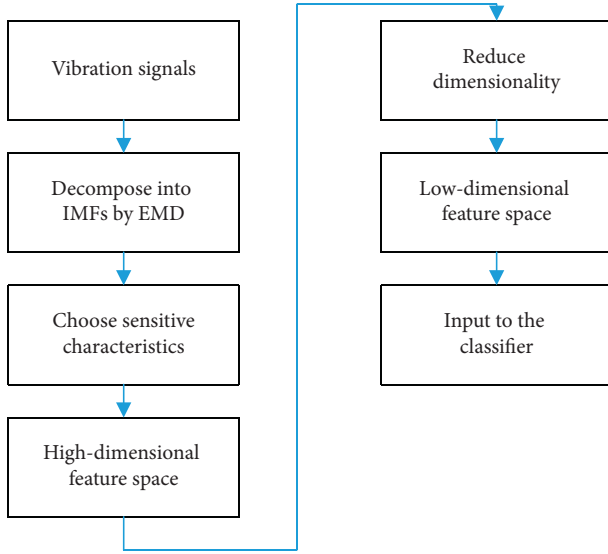 Vibration signals
Decompose into
IMFs by EMD
Choose sensitive
characteristics
High-dimensional
feature space
Reduce
dimensionality
Low-dimensional
feature space
Input to the
classifier